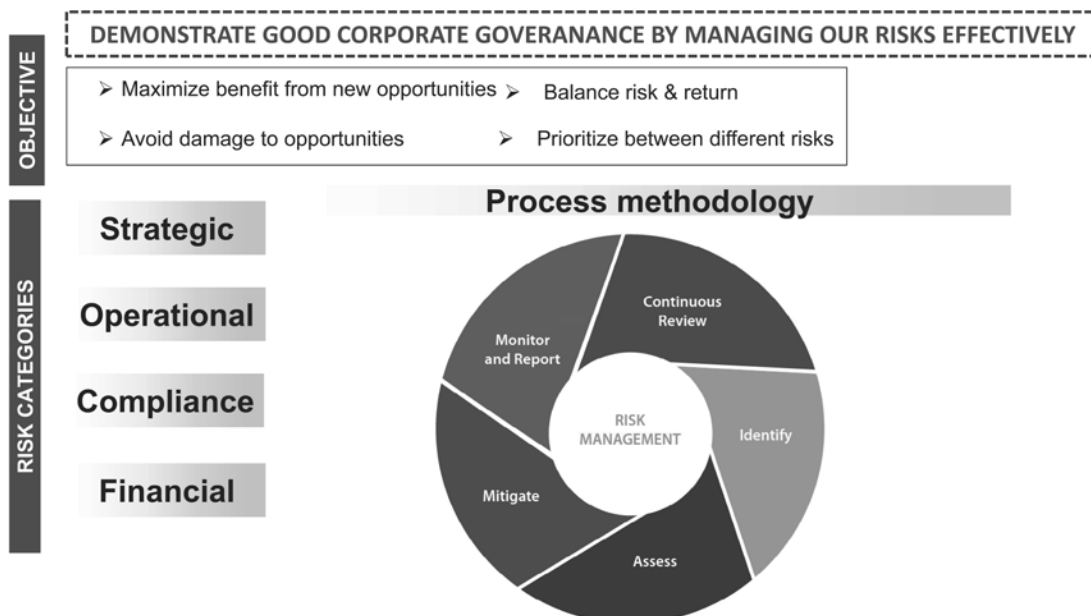 DEMONSTRATE GOOD CORPORATE GOVERANANCE BY MANAGING OUR RISKS EFFECTIVELY
OBJECTIVE
➢ Maximize benefit from new opportunities ➢ Balance risk & return
➢ Avoid damage to opportunities ➢ Prioritize between different risks
RISK CATEGORIES
Strategic
Operational
Compliance
Financial
Process methodology
Continuous
Review
Identify
Assess
Mitigate
Monitor
and Report
RISK
MANAGEMENT